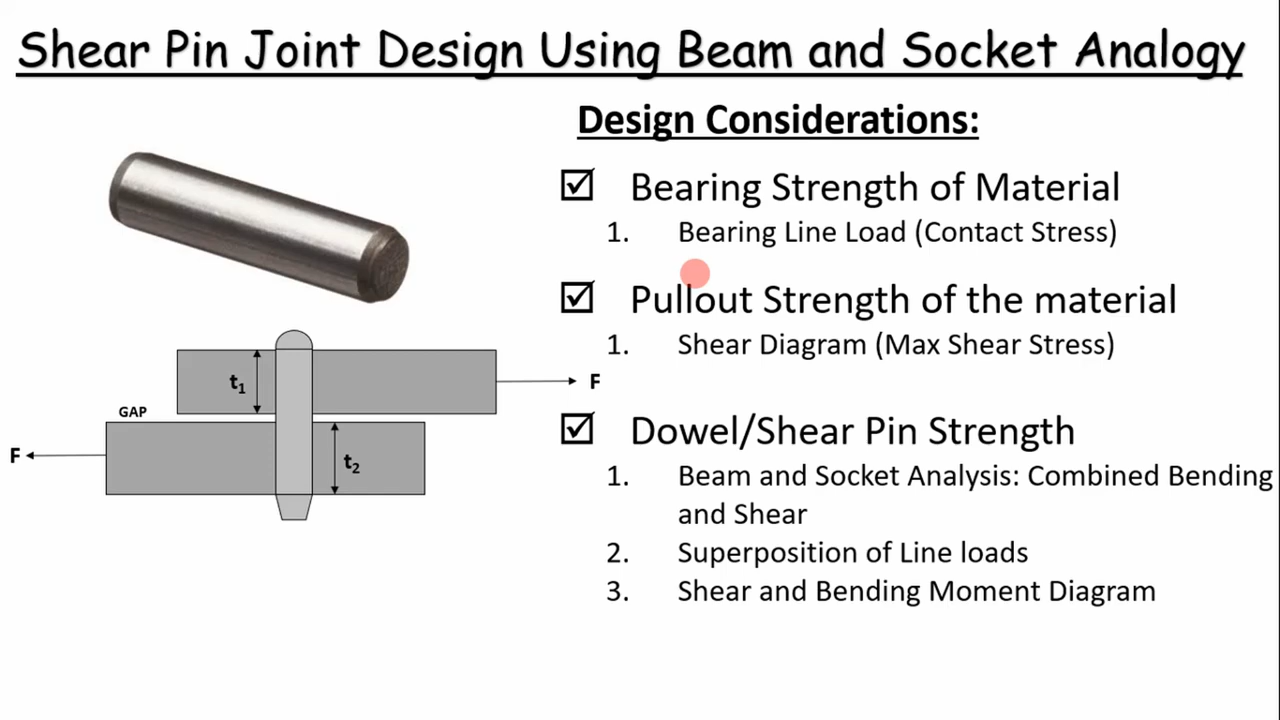 Shear Pin Joint Design Using Beam and Socket Analogy
Design Considerations:
Bearing Strength of Material
1. Bearing Line Load (Contact Stress)
Pullout Strength of the material
1. Shear Diagram (Max Shear Stress)
t1
F
GAP
F
t2
Dowel/Shear Pin Strength
1. Beam and Socket Analysis: Combined Bending
and Shear
2. Superposition of Line loads
3. Shear and Bending Moment Diagram